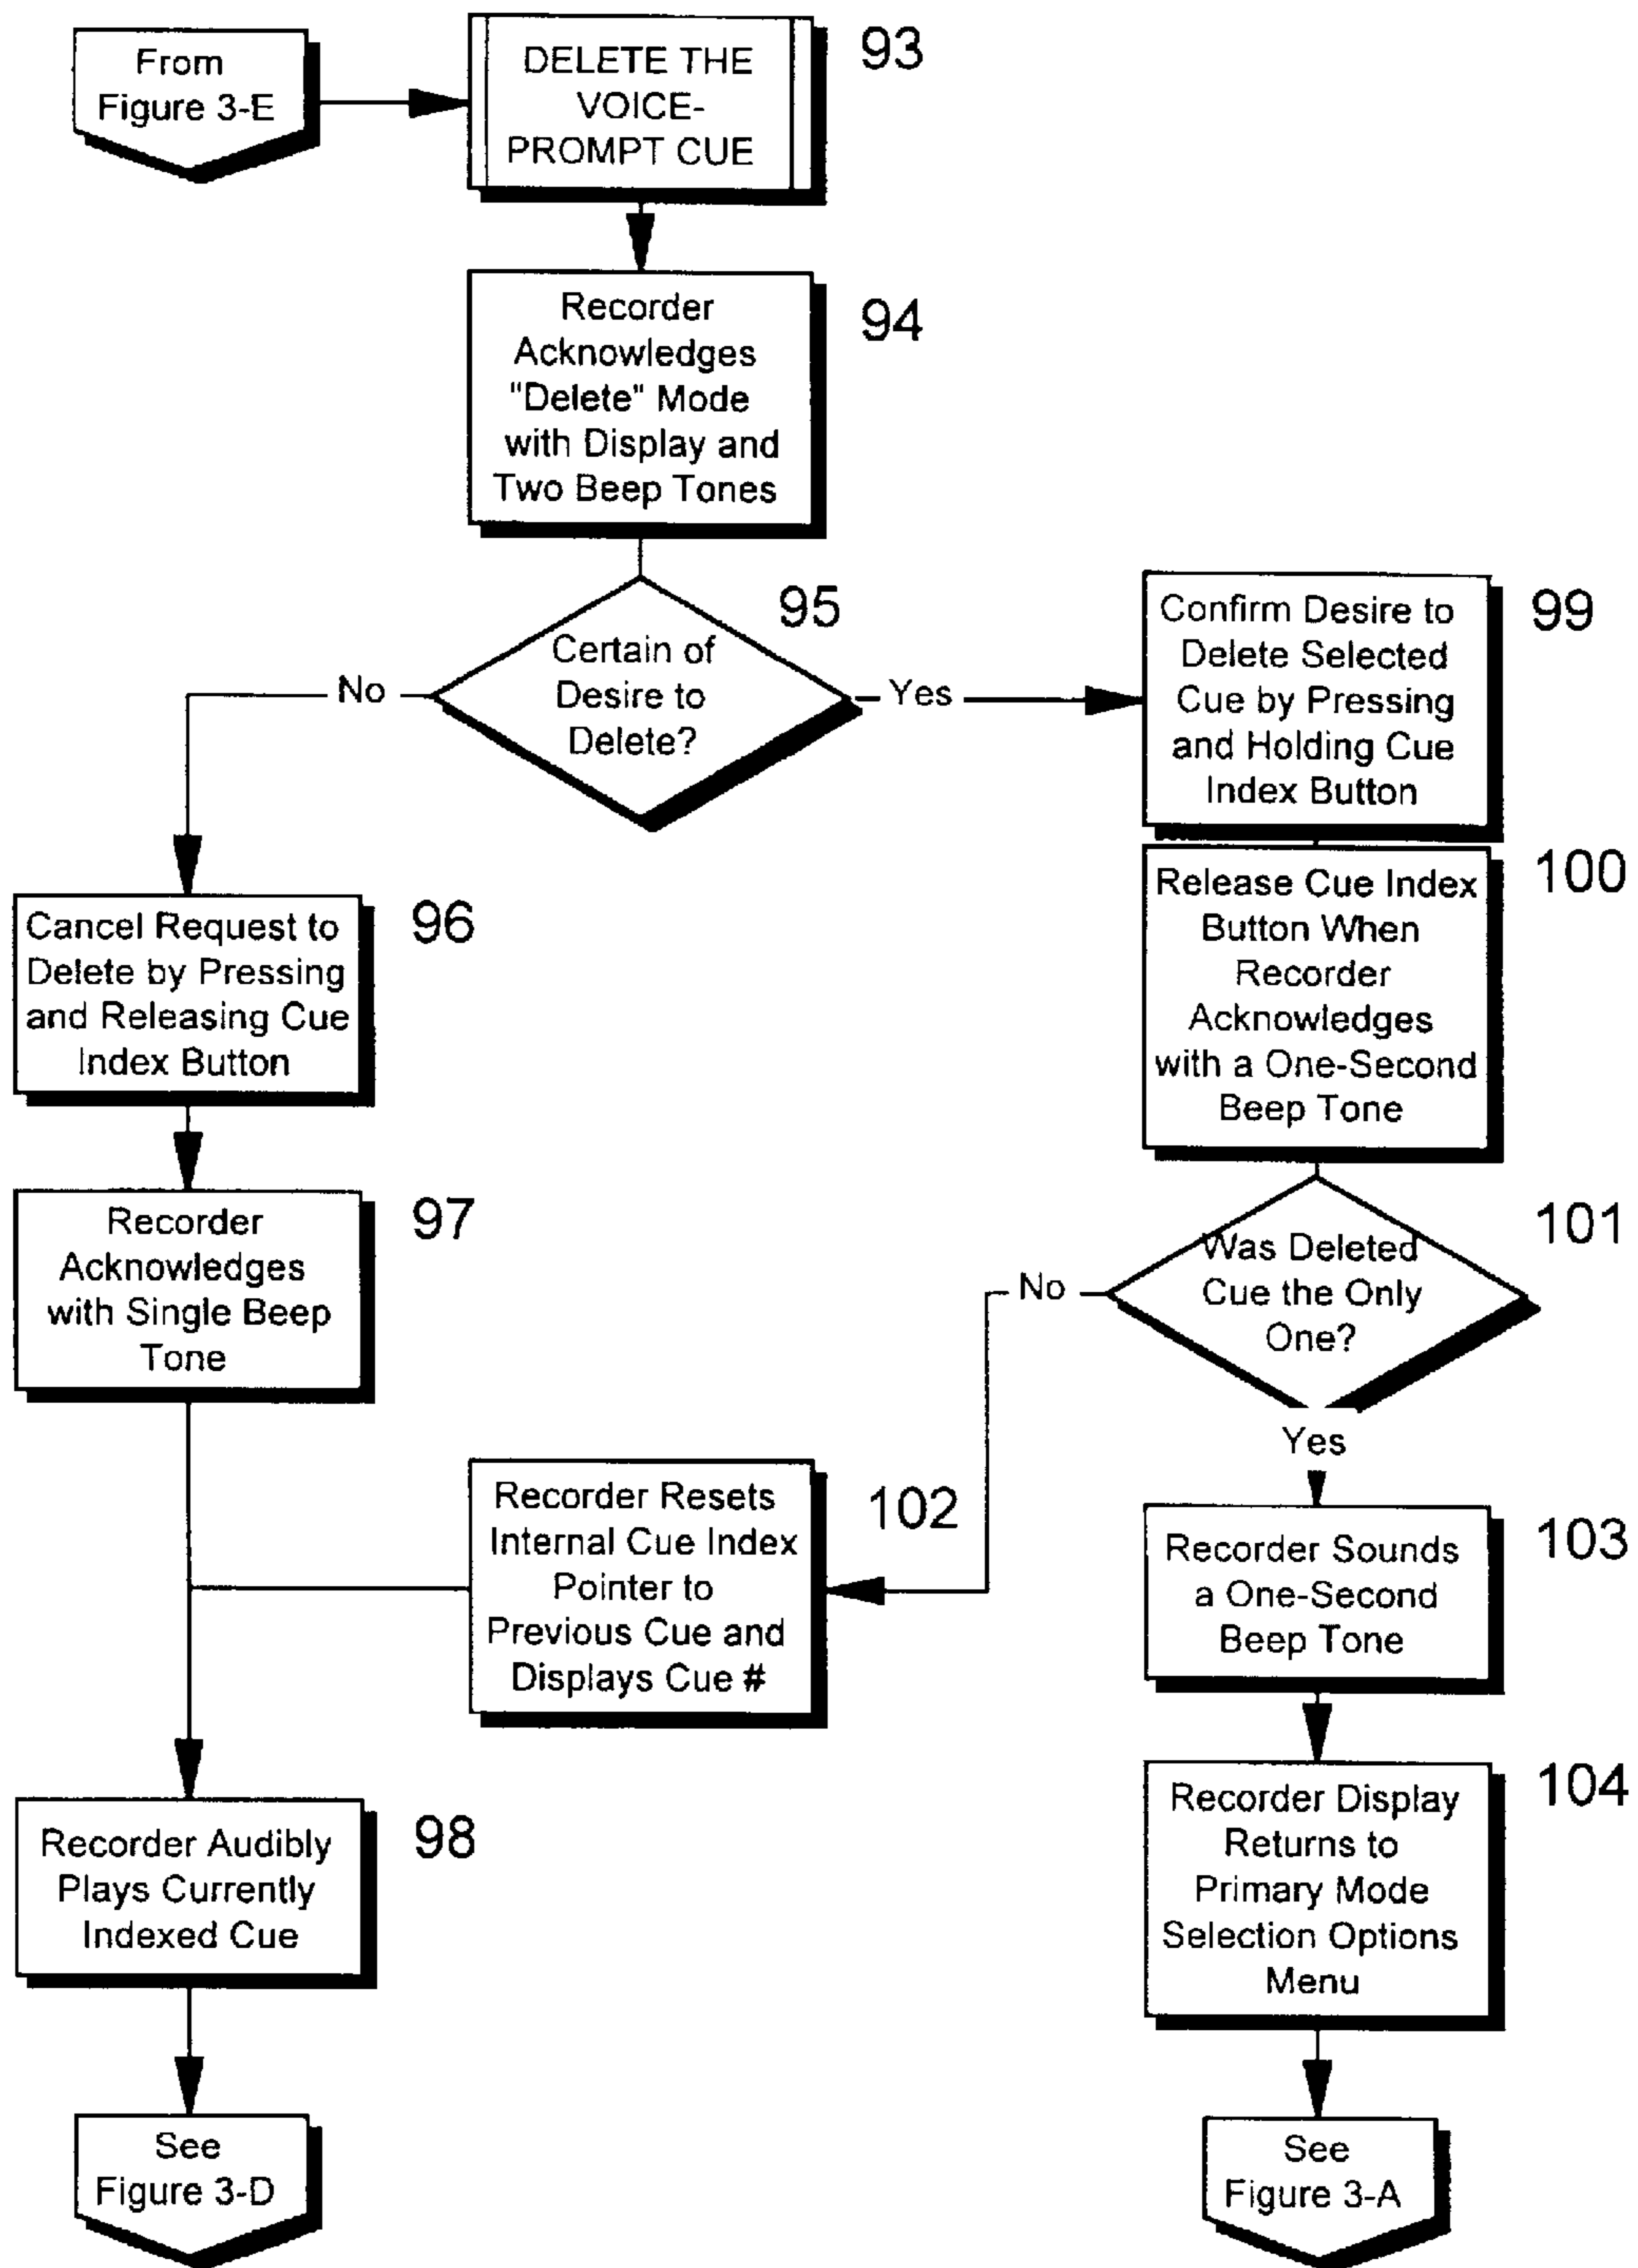 From
Figure 3-E
DELETE THE
VOICE-
PROMPT CUE
93
Recorder
Acknowledges
"Delete" Mode
with Display and
Two Beep Tones
94
Certain of
Desire to
Delete?
95
No
Yes
Confirm Desire to
Delete Selected
Cue by Pressing
and Holding Cue
Index Button
99
Release Cue Index
Button When
Recorder
Acknowledges
with a One-Second
Beep Tone
100
Cancel Request to
Delete by Pressing
and Releasing Cue
Index Button
96
Recorder
Acknowledges
with Single Beep
Tone
97
Was Deleted
Cue the Only
One?
101
No
Yes
Recorder Resets
Internal Cue Index
Pointer to
Previous Cue and
Displays Cue #
102
Recorder Sounds
a One-Second
Beep Tone
103
Recorder Audibly
Plays Currently
Indexed Cue
98
Recorder Display
Returns to
Primary Mode
Selection Options
Menu
104
See
Figure 3-D
See
Figure 3-A